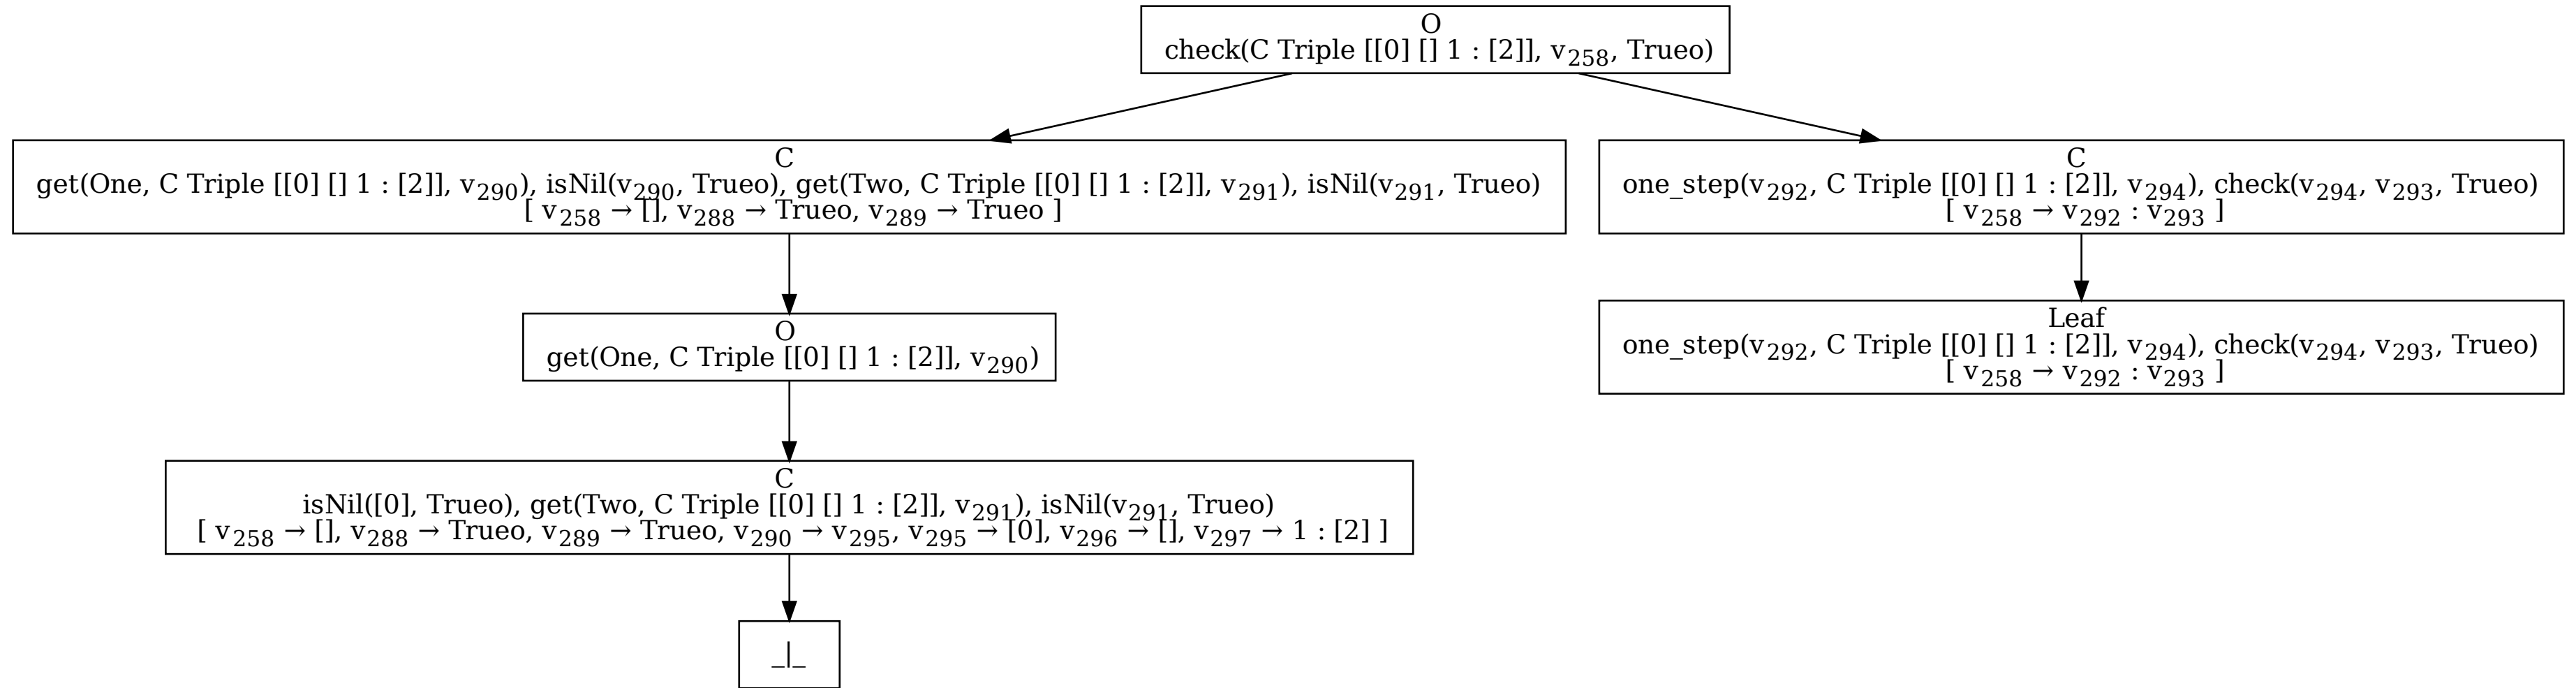 O
check(C Triple [[0] [] 1 : [2]], v258, Trueo)
C
get(One, C Triple [[0] [] 1 : [2]], v290), isNil(v290, Trueo), get(Two, C Triple [[0] [] 1 : [2]], v291), isNil(v291, Trueo)
[ v258 → [], v288 → Trueo, v289 → Trueo ]
C
one_step(v292, C Triple [[0] [] 1 : [2]], v294), check(v294, v293, Trueo)
[ v258 → v292 : v293 ]
O
get(One, C Triple [[0] [] 1 : [2]], v290)
Leaf
one_step(v292, C Triple [[0] [] 1 : [2]], v294), check(v294, v293, Trueo)
[ v258 → v292 : v293 ]
C
isNil([0], Trueo), get(Two, C Triple [[0] [] 1 : [2]], v291), isNil(v291, Trueo)
[ v258 → [], v288 → Trueo, v289 → Trueo, v290 → v295, v295 → [0], v296 → [], v297 → 1 : [2] ]
_|_